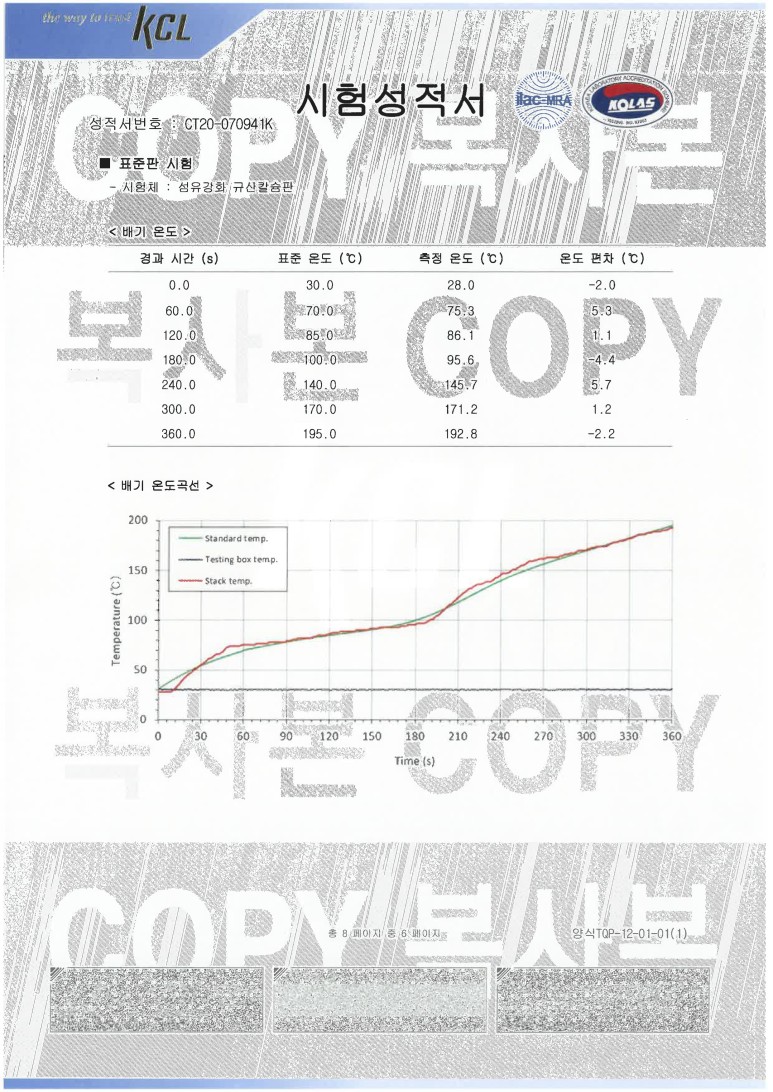 the way to trust KCL
시험성적서
ilac-MRA
KOLAS
성적서번호 : CT20-070941K
COPY 복사본
■ 표준판 시험
- 시험체 : 섬유강화 규산칼슘판
< 배기 온도 >
경과 시간 (s) 표준 온도 (℃) 측정 온도 (℃) 온도 편차 (℃)
0.0 30.0 28.0 -2.0
60.0 70.0 75.3 5.3
120.0 85.0 86.1 1.1
180.0 100.0 95.6 -4.4
240.0 140.0 145.7 5.7
300.0 170.0 171.2 1.2
360.0 195.0 192.8 -2.2
복사본 COPY
< 배기 온도곡선 >
Standard temp.
Testing box temp.
Stack temp.
Temperature (℃)
200
150
100
50
0
0 30 60 90 120 150 180 210 240 270 300 330 360
Time (s)
복사본 COPY
COPY 복사본
총 8 페이지 중 6 페이지
양식TQP-12-01-01(1)